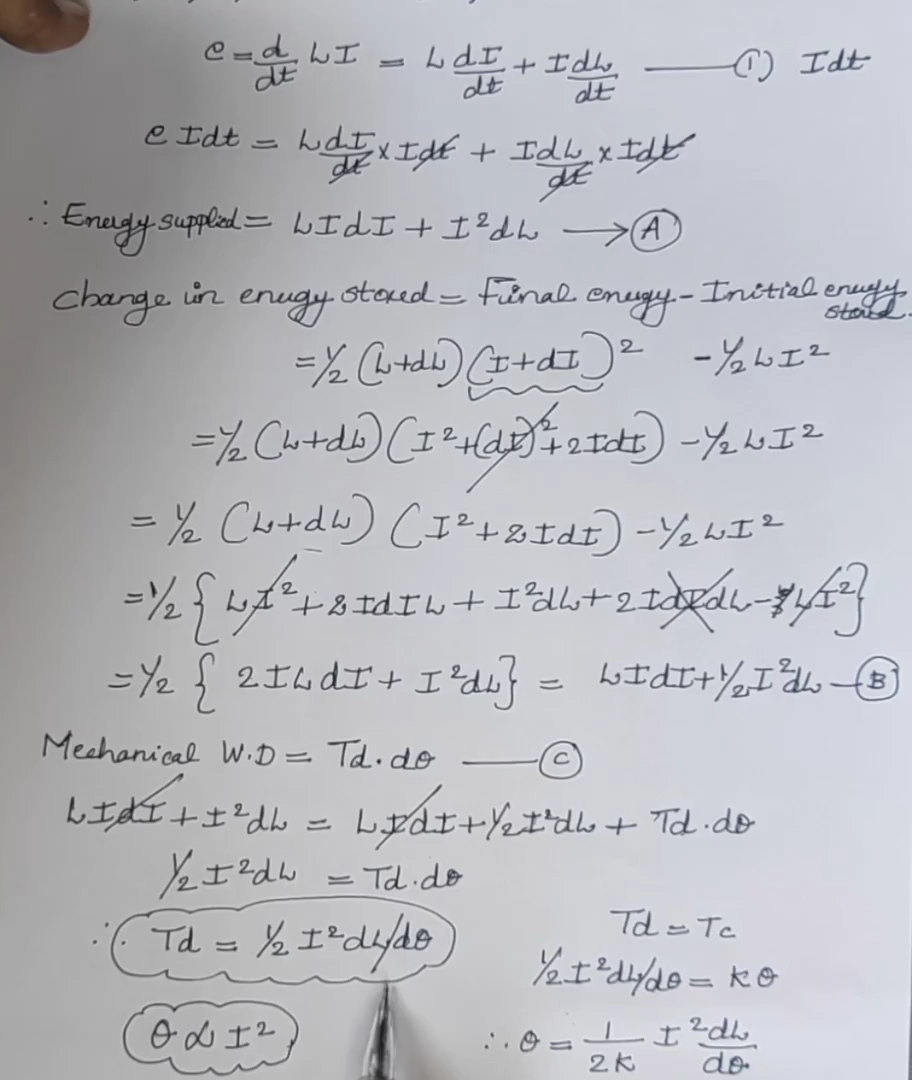 e = d/dt LI = L dI/dt + I dL/dt —— (1) Idt
e Idt = L dI/dt × Idt + I dL/dt × Idt
∴ Energy supplied = LIdI + I²dL → (A)
Change in energy stored = Final energy - Initial energy stored.
= 1/2 (L+dL) (I+dI)² - 1/2 LI²
= 1/2 (L+dL) (I²+(dI)²+2IdI) - 1/2 LI²
= 1/2 (L+dL) (I²+2IdI) - 1/2 LI²
= 1/2 { LI² + 2IdIL + I²dL + 2IdIdL - LI² }
= 1/2 { 2ILdI + I²dL } = LIdI + 1/2 I²dL — (B)
Mechanical W.D = Td.dθ —— (C)
LIdI + I²dL = LIdI + 1/2 I²dL + Td.dθ
1/2 I²dL = Td.dθ
∴ Td = 1/2 I² dL/dθ
θ ∝ I²
Td = Tc
1/2 I² dL/dθ = Kθ
∴ θ = 1/2K I² dL/dθ